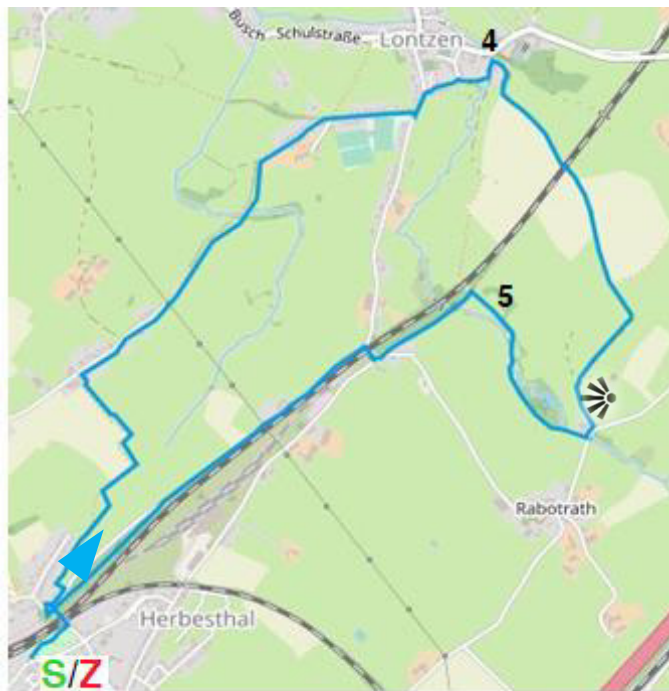 Busch Schulstraße
Lontzen
4
5
Rabotrath
Herbesthal
S/Z